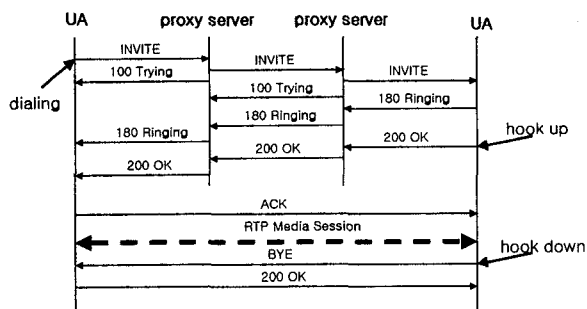 UA
proxy server
proxy server
UA
INVITE
INVITE
INVITE
100 Trying
100 Trying
180 Ringing
dialing
180 Ringing
180 Ringing
200 OK
hook up
200 OK
200 OK
ACK
RTP Media Session
BYE
hook down
200 OK